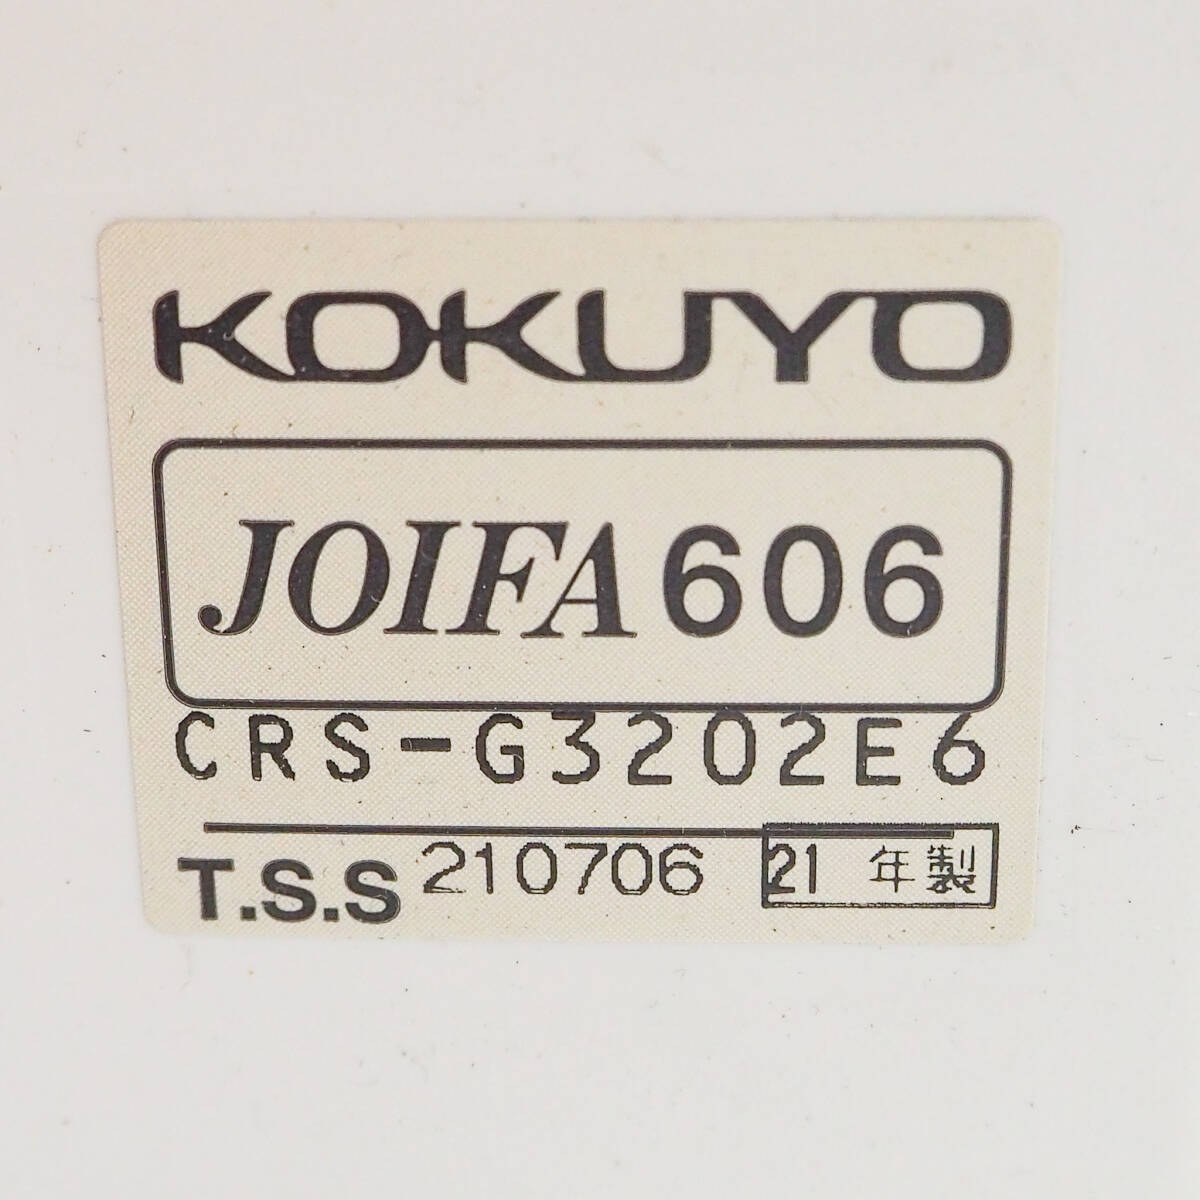 KOKUYO
JOIFA 606
CRS-G3202E6
T.S.S 210706 21 年製